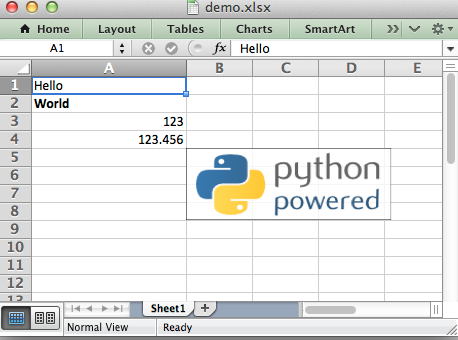 demo.xlsx
Home Layout Tables Charts SmartArt >>
A1 fx Hello
A B C D E
1 Hello
2 World
3 123
4 123.456
5
6 python
7 powered
8
9
10
11
12
13
Sheet1 +
Normal View Ready